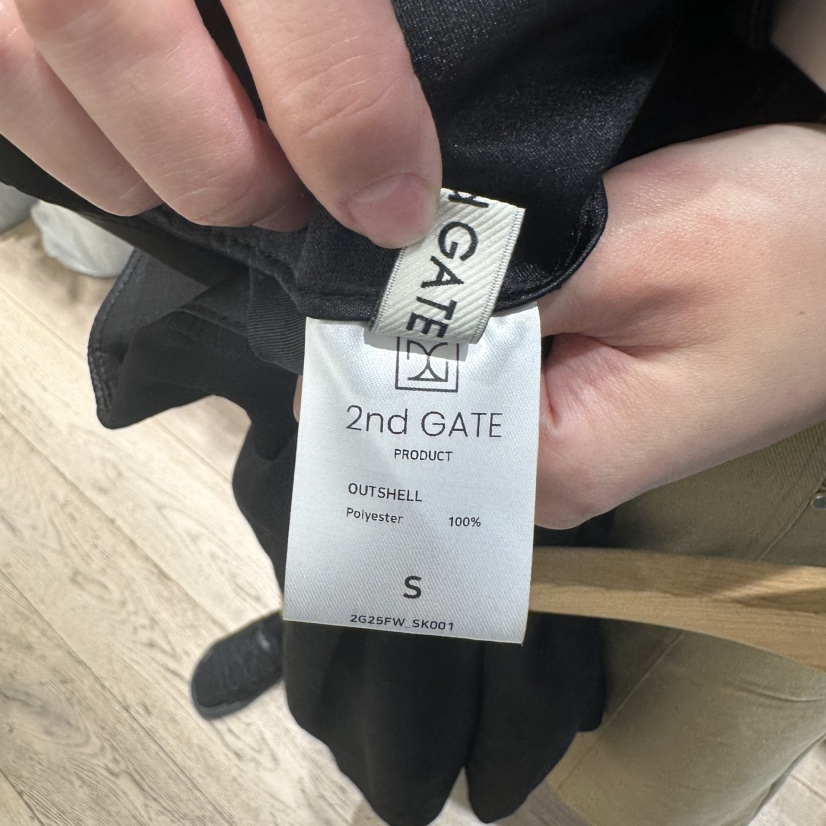 GATE
2nd GATE
PRODUCT
OUTSHELL
Polyester 100%
S
2G25FW_SK001